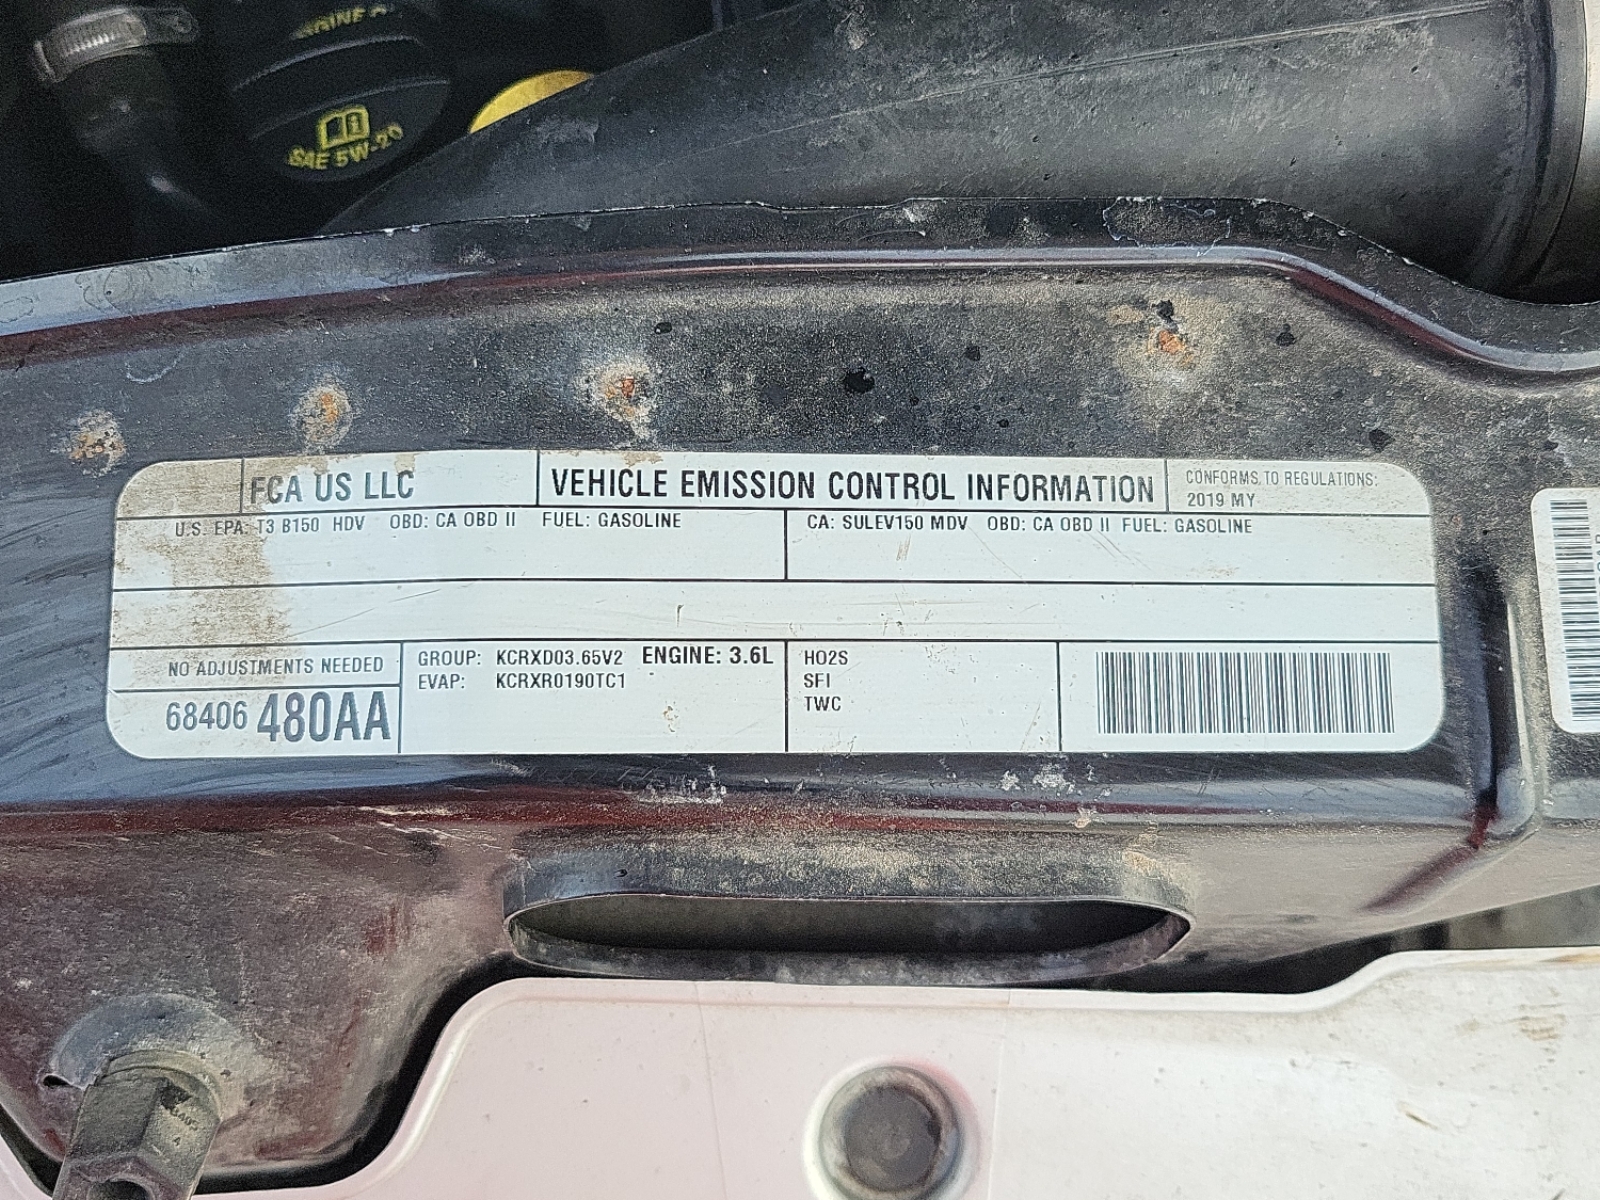 ENGINE
SAE 5W-20
FCA US LLC
VEHICLE EMISSION CONTROL INFORMATION
CONFORMS TO REGULATIONS:
2019 MY
U.S. EPA: T3 B150 HDV OBD: CA OBD II FUEL: GASOLINE
CA: SULEV150 MDV OBD: CA OBD II FUEL: GASOLINE
NO ADJUSTMENTS NEEDED
68406 480AA
GROUP: KCRXD03.65V2 ENGINE: 3.6L
EVAP: KCRXR0190TC1
HO2S
SFI
TWC